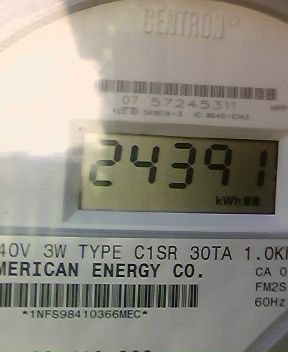 CENTRON®
07 57245311
24391
kWh
40V 3W TYPE C1SR 30TA 1.0K
MERICAN ENERGY CO.
CA 0
FM2S
60Hz
*1NFS98410366MEC*